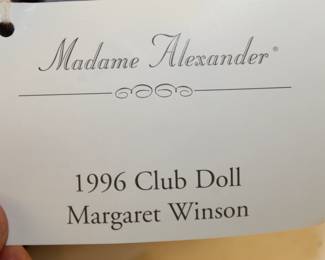 Madame Alexander®
1996 Club Doll
Margaret Winson